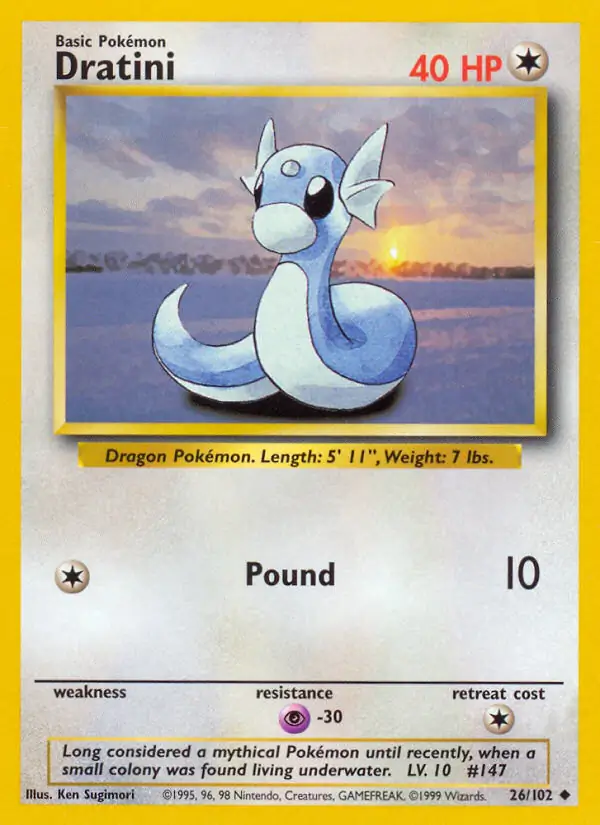 Basic Pokémon
Dratini
40 HP
Dragon Pokémon. Length: 5' 11", Weight: 7 lbs.
Pound 10
weakness resistance retreat cost
-30
Long considered a mythical Pokémon until recently, when a
small colony was found living underwater. LV. 10 #147
Illus. Ken Sugimori ©1995, 96, 98 Nintendo, Creatures, GAMEFREAK. ©1999 Wizards. 26/102